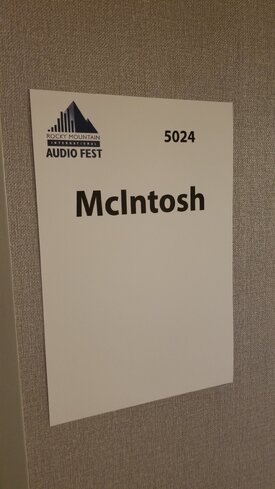 ROCKY MOUNTAIN
INTERNATIONAL
AUDIO FEST
5024
McIntosh